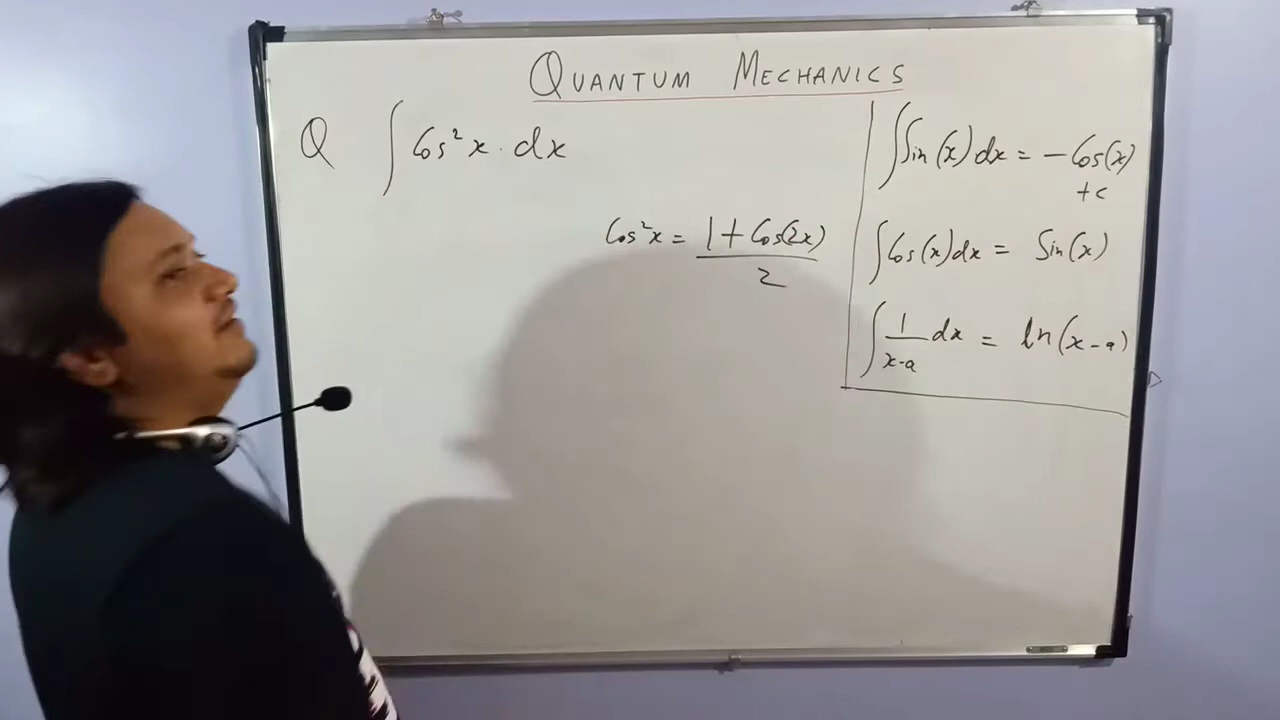 QUANTUM MECHANICS
Q ∫ Cos²x · dx
Cos²x = (1 + Cos(2x))/2
∫ Sin(x) dx = - Cos(x) + c
∫ Cos(x) dx = Sin(x)
∫ 1/(x-a) dx = ln(x-a)